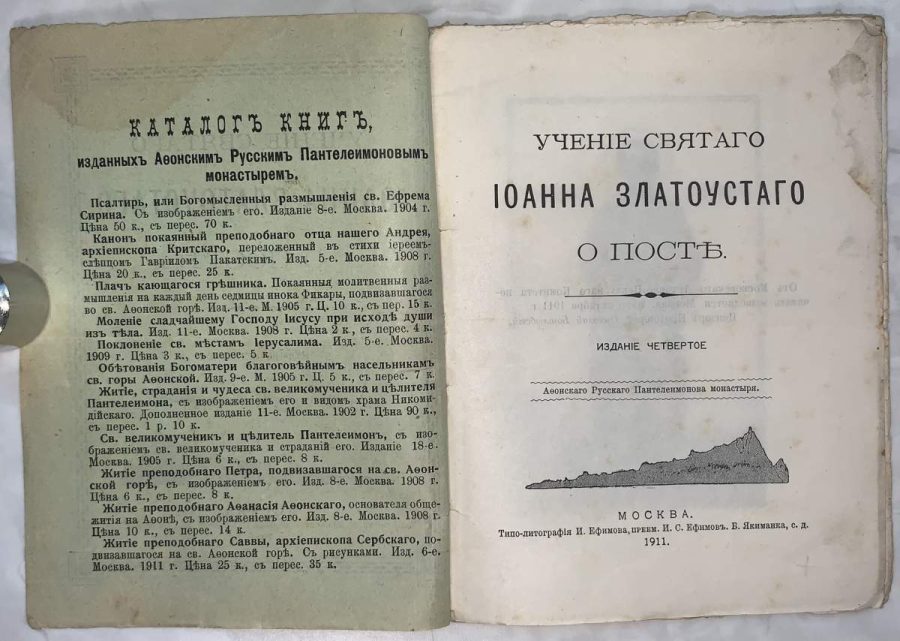 КАТАЛОГЪ КНИГЪ,
изданныхъ Аѳонскимъ Русскимъ Пантелеимоновымъ
монастыремъ,
Псалтирь, или Богомысленныя размышленія св. Ефрема
Сирина. Съ изображеніемъ его. Изданіе 8-е. Москва. 1904 г.
Цѣна 50 к., съ перес. 70 к.
Канонъ покаянный преподобнаго отца нашего Андрея,
архіепископа Критскаго, переложенный въ стихи іереемъ-
слѣпцомъ Гавріиломъ Пакатскимъ. Изд. 5-е. Москва. 1908 г.
Цѣна 20 к., съ перес. 25 к.
Плачъ кающагося грѣшника. Покаянныя молитвенныя раз-
мышленія на каждый день седмицы инока Фикары, подвизавшагося
во св. Аѳонской горѣ. Изд. 11-е. М. 1905 г. Ц. 10 к., съ пер. 15 к.
Моленіе сладчайшему Господу Іисусу при исходѣ души
изъ тѣла. Изд. 11-е. Москва. 1908 г. Цѣна 2 к., съ перес. 4 к.
Поклоненіе св. мѣстамъ Іерусалима. Изд. 5-е. Москва.
1909 г. Цѣна 3 к., съ перес. 5 к.
Обѣтованія Богоматери благоговѣйнымъ насельникамъ
св. горы Аѳонской. Изд. 9-е. М. 1905 г. Ц. 5 к., съ перес. 7 к.
Житіе, страданія и чудеса св. великомученика и цѣлителя
Пантелеимона, съ изображеніемъ его и видомъ храма Никоми-
дійскаго. Дополненное изданіе 11-е. Москва. 1902 г. Цѣна 90 к.,
съ перес. 1 р. 10 к.
Св. великомученикъ и цѣлитель Пантелеимонъ, съ изо-
браженіемъ св. великомученика и страданій его. Изданіе 18-е.
Москва. 1905 г. Цѣна 6 к., съ перес. 8 к.
Житіе преподобнаго Петра, подвизавшагося на св. Аѳон-
ской горѣ, съ изображеніемъ его. Изд. 8-е. Москва. 1908 г.
Цѣна 6 к., съ перес. 8 к.
Житіе преподобнаго Аѳанасія Аѳонскаго, основателя обще-
житія на Аѳонѣ, съ изображеніемъ его. Изд. 8-е. Москва. 1908 г.
Цѣна 10 к., съ перес. 14 к.
Житіе преподобнаго Саввы, архіепископа Сербскаго, по-
двизавшагося на св. Аѳонской горѣ. Съ рисунками. Изд. 6-е.
Москва. 1911 г. Цѣна 25 к., съ перес. 35 к.
УЧЕНІЕ СВЯТАГО
ІОАННА ЗЛАТОУСТАГО
О ПОСТѢ.
ИЗДАНІЕ ЧЕТВЕРТОЕ
Аѳонскаго Русскаго Пантелеимонова монастыря.
МОСКВА.
Типо-литографія И. Ефимова, преем. И. С. Ефимовъ. Б. Якиманка, с. д.
1911.